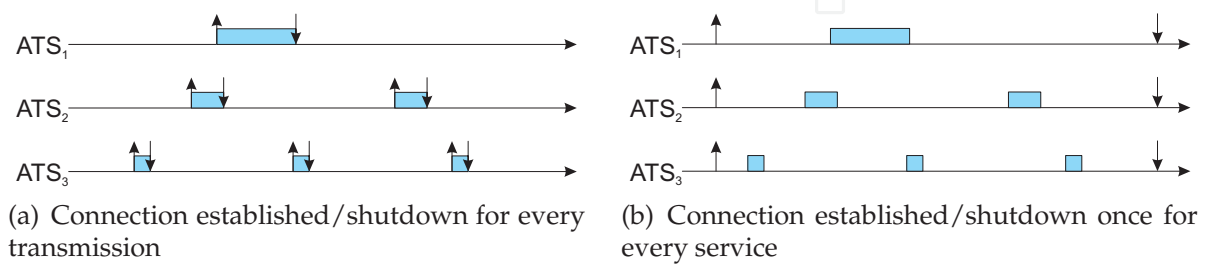 ATS₁
ATS₂
ATS₃
(a) Connection established/shutdown for every
transmission
ATS₁
ATS₂
ATS₃
(b) Connection established/shutdown once for
every service